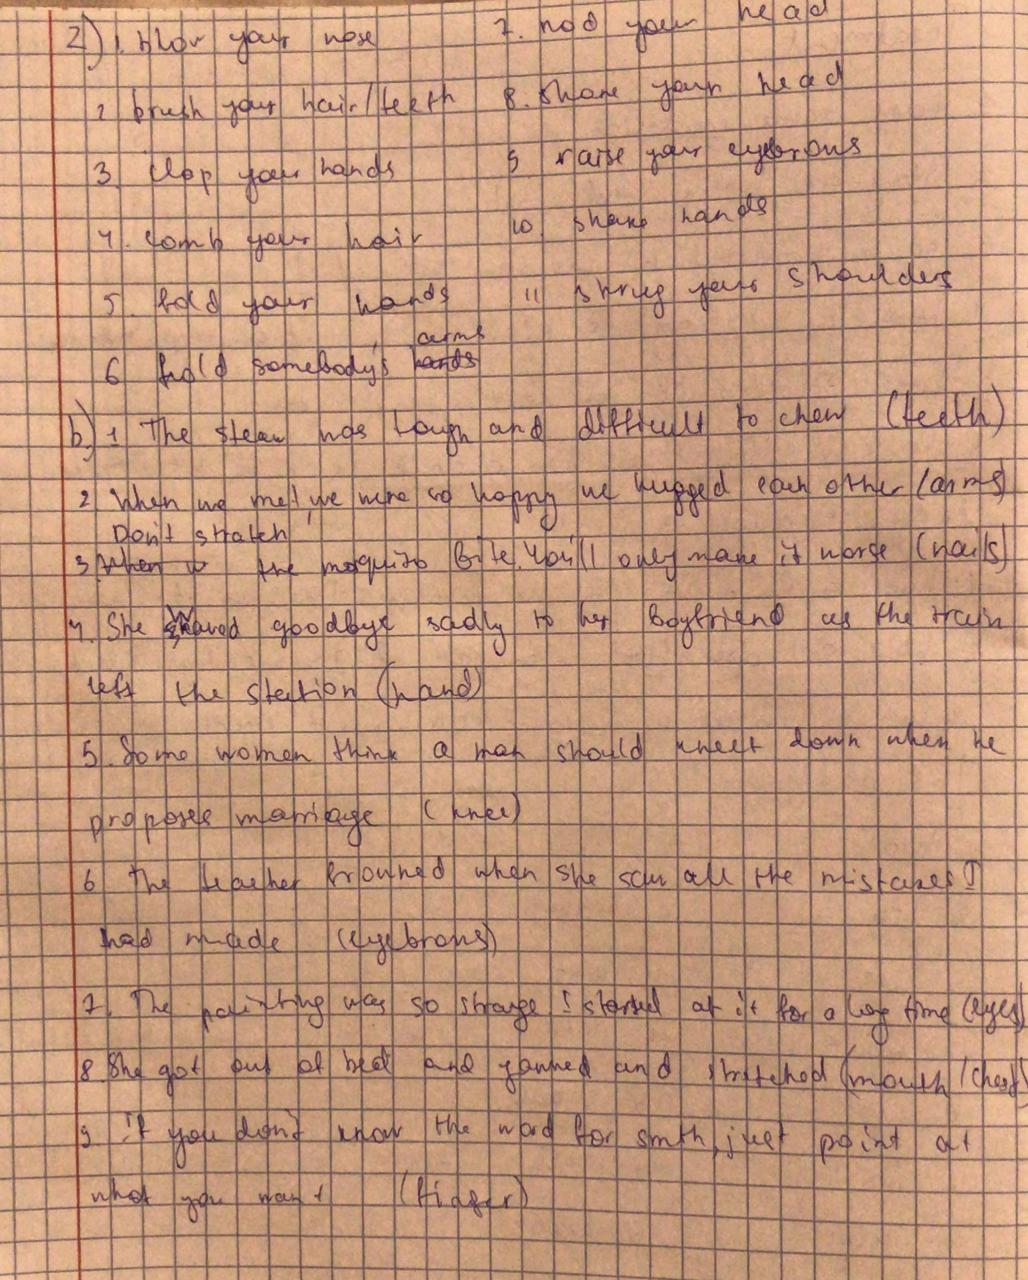 2) 1. blow your nose
7. nod your head
2 brush your hair/teeth
8. shake your head
3. clap your hands
9 raise your eyebrows
4. comb your hair
10 shake hands
5. fold your hands
11 shrug your shoulders
arms
6 hold somebody's hands
b) 1 The steak was tough and difficult to chew (teeth)
2 When we met, we were so happy we hugged each other (arms)
Don't stratch
3 When the mosquito bite. You'll only make it worse (nails)
4. She waved goodbye sadly to her boyfriend as the train
left the station (hand)
5. Some women think a man should kneel down when he
proposes marriage (knee)
6 The teacher frowned when she saw all the mistakes I
had made (eyebrows)
7. The painting was so strange I stared at it for a long time (eyes)
8. She got out of bed and yawned and stretched (mouth/chest)
9 if you don't know the word for smth, just point at
what you want (finger)